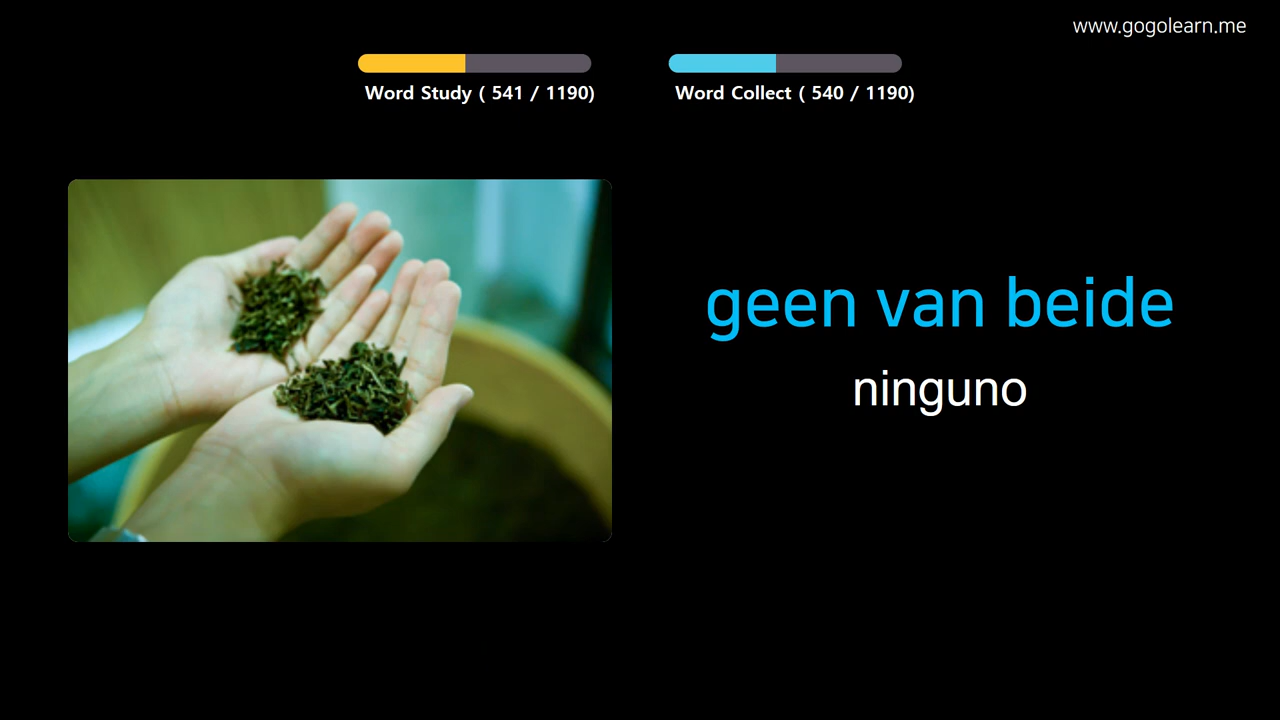 www.gogolearn.me
Word Study ( 541 / 1190)
Word Collect ( 540 / 1190)
geen van beide
ninguno